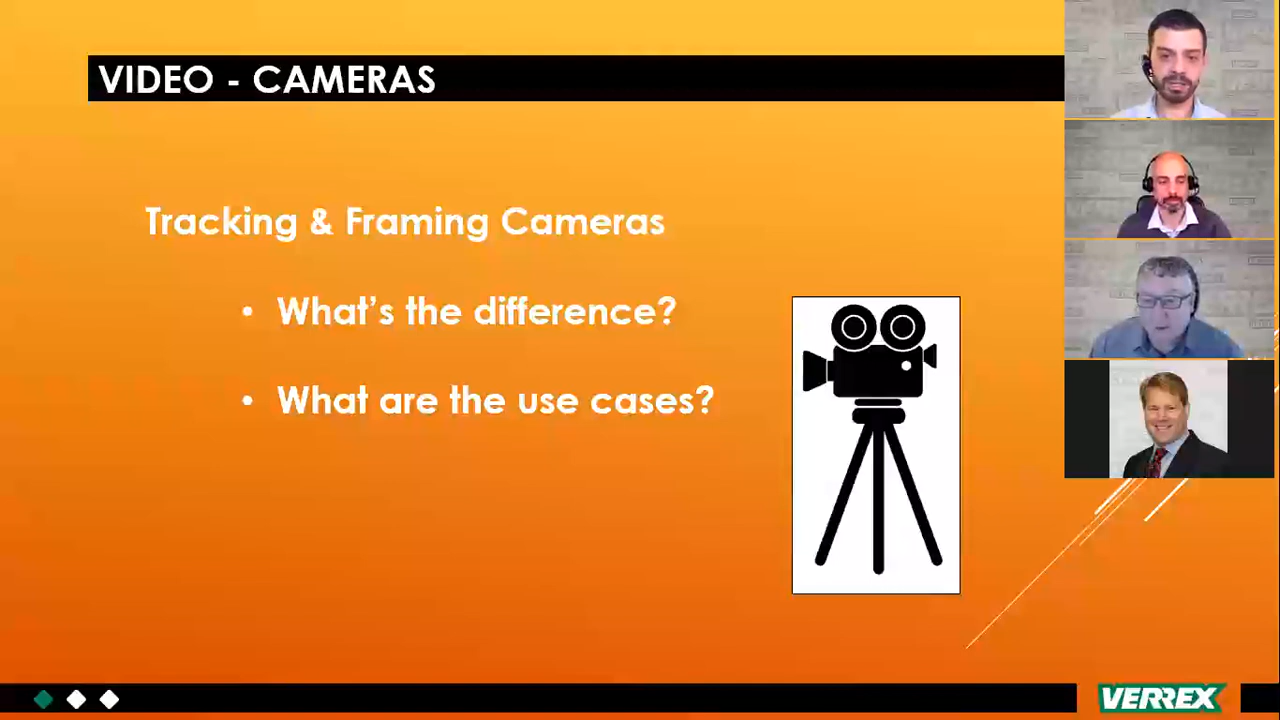 VIDEO - CAMERAS
Tracking & Framing Cameras
• What's the difference?
• What are the use cases?
VERREX